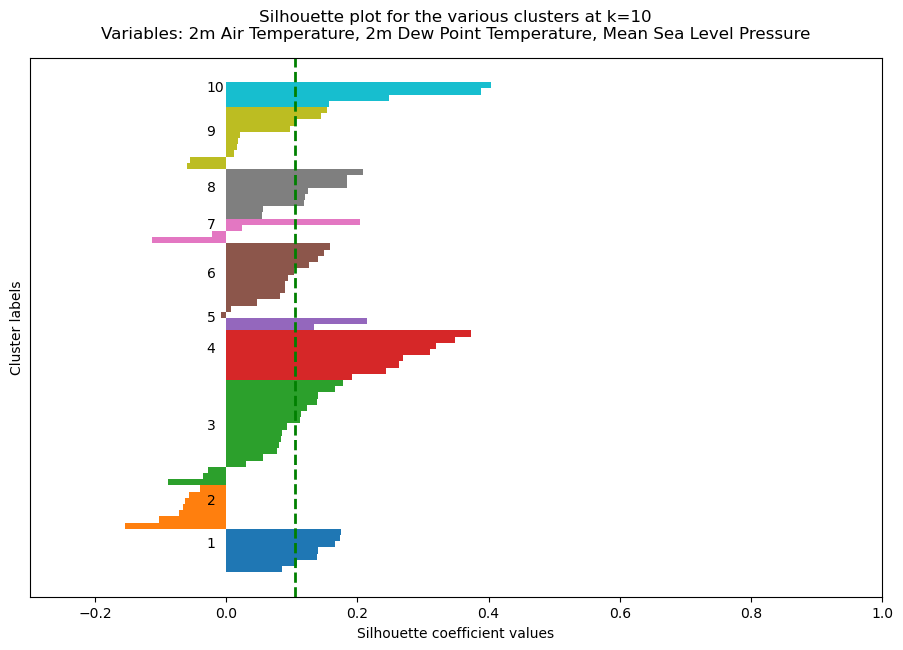 Silhouette plot for the various clusters at k=10
Variables: 2m Air Temperature, 2m Dew Point Temperature, Mean Sea Level Pressure
10
9
8
7
6
5
4
3
2
1
Cluster labels
−0.2 0.0 0.2 0.4 0.6 0.8 1.0
Silhouette coefficient values